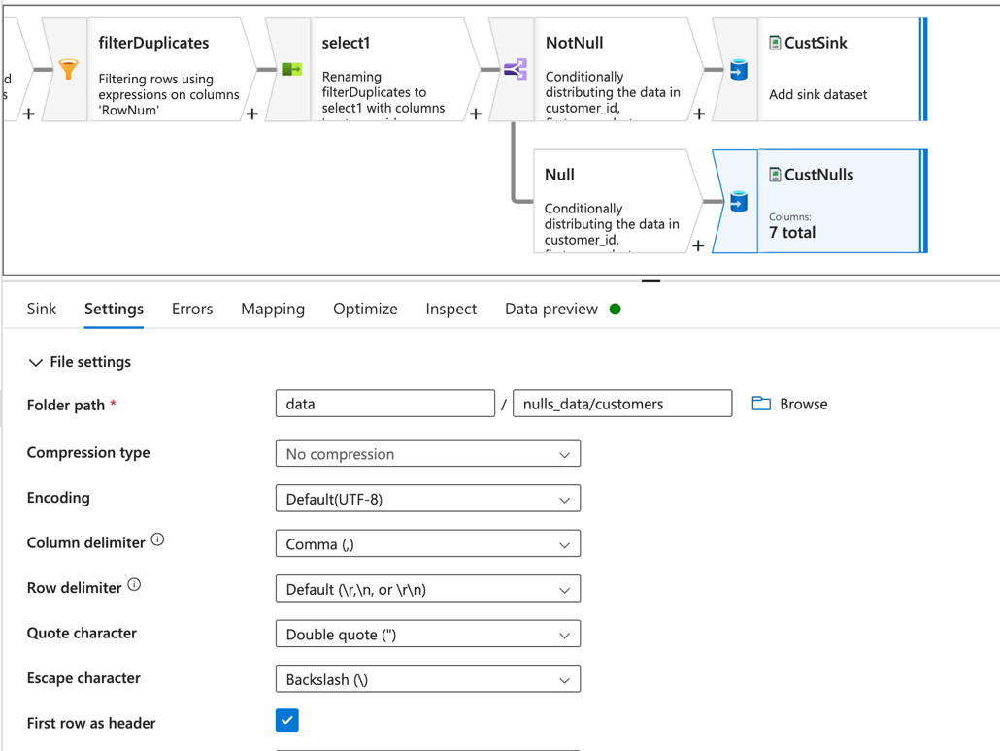 d
s
filterDuplicates
Filtering rows using
expressions on columns
'RowNum'
+
select1
Renaming
filterDuplicates to
select1 with columns
+
NotNull
Conditionally
distributing the data in
customer_id,
+
CustSink
Add sink dataset
+
Null
Conditionally
distributing the data in
customer_id,
+
CustNulls
Columns:
7 total
Sink
Settings
Errors
Mapping
Optimize
Inspect
Data preview
File settings
Folder path *
data
/
nulls_data/customers
Browse
Compression type
No compression
Encoding
Default(UTF-8)
Column delimiter
Comma (,)
Row delimiter
Default (\r,\n, or \r\n)
Quote character
Double quote (")
Escape character
Backslash (\)
First row as header